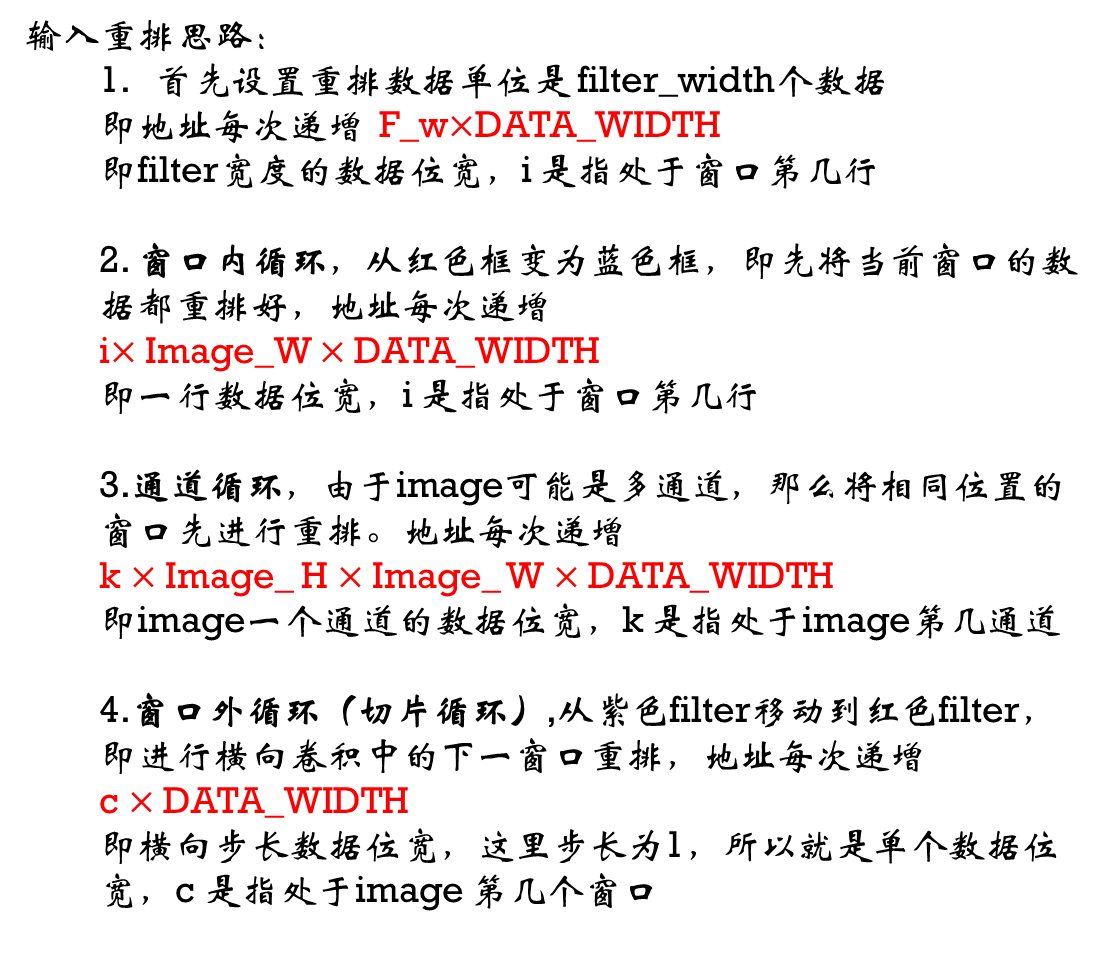 输入重排思路：
1. 首先设置重排数据单位是filter_width个数据
即地址每次递增 F_w×DATA_WIDTH
即filter宽度的数据位宽，i 是指处于窗口第几行
2. 窗口内循环，从红色框变为蓝色框，即先将当前窗口的数
据都重排好，地址每次递增
i× Image_W × DATA_WIDTH
即一行数据位宽，i 是指处于窗口第几行
3.通道循环，由于image可能是多通道，那么将相同位置的
窗口先进行重排。地址每次递增
k × Image_ H × Image_ W × DATA_WIDTH
即image一个通道的数据位宽，k 是指处于image第几通道
4.窗口外循环（切片循环）,从紫色filter移动到红色filter，
即进行横向卷积中的下一窗口重排，地址每次递增
c × DATA_WIDTH
即横向步长数据位宽，这里步长为1，所以就是单个数据位
宽，c 是指处于image 第几个窗口